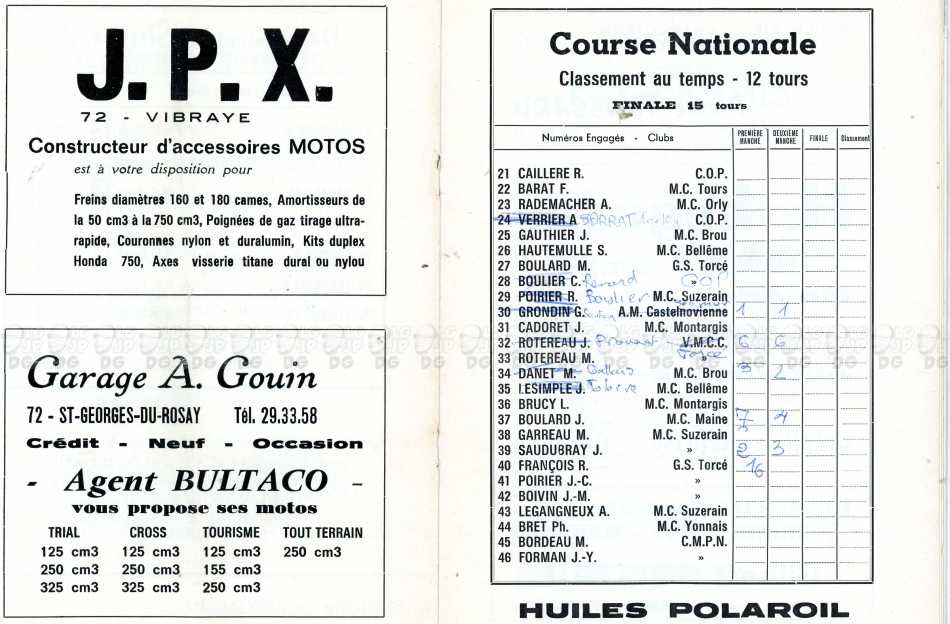 J.P.X.
72 - VIBRAYE
Constructeur d'accessoires MOTOS
est à votre disposition pour
Freins diamètres 160 et 180 cames, Amortisseurs de
la 50 cm3 à la 750 cm3, Poignées de gaz tirage ultra-
rapide, Couronnes nylon et duralumin, Kits duplex
Honda 750, Axes visserie titane dural ou nylou
Garage A. Gouin
72 - ST-GEORGES-DU-ROSAY Tél. 29.33.58
Crédit - Neuf - Occasion
- Agent BULTACO -
vous propose ses motos
TRIAL CROSS TOURISME TOUT TERRAIN
125 cm3 125 cm3 125 cm3 250 cm3
250 cm3 250 cm3 155 cm3
325 cm3 325 cm3 250 cm3
Course Nationale
Classement au temps - 12 tours
FINALE 15 tours
Numéros Engagés - Clubs PREMIÈRE MANCHE DEUXIÈME MANCHE FINALE Classement
21 CAILLERE R. C.O.P.
22 BARAT F. M.C. Tours
23 RADEMACHER A. M.C. Orly
24 VERRIER A C.O.P.
25 GAUTHIER J. M.C. Brou
26 HAUTEMULLE S. M.C. Bellême
27 BOULARD M. G.S. Torcé
28 BOULIER C. Renard » COP
29 POIRIER R. Boulier M.C. Suzerain
30 GRONDIN G. A.M. Castelnovienne 1 1
31 CADORET J. M.C. Montargis
32 ROTEREAU J. V.M.C.C. 6 6
33 ROTEREAU M. » Torcé
34 DANET M. M.C. Brou 3 2
35 LESIMPLE J. M.C. Bellême
36 BRUCY L. M.C. Montargis
37 BOULARD J. M.C. Maine 7 4
38 GARREAU M. M.C. Suzerain
39 SAUDUBRAY J. » 2 3
40 FRANÇOIS R. G.S. Torcé 16
41 POIRIER J.-C. »
42 BOIVIN J.-M. »
43 LEGANGNEUX A. M.C. Suzerain
44 BRET Ph. M.C. Yonnais
45 BORDEAU M. C.M.P.N.
46 FORMAN J.-Y. »
HUILES POLAROIL